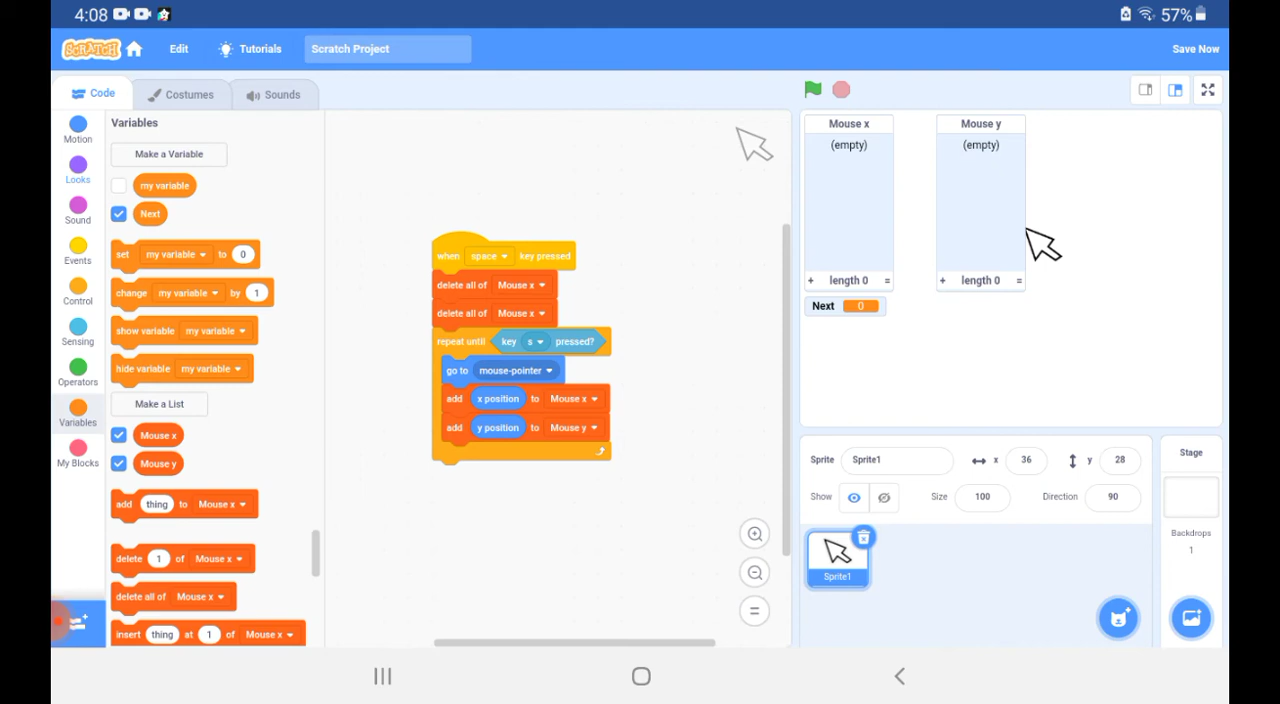 4:08
57%
SCRATCH
Edit
Tutorials
Scratch Project
Save Now
Code
Costumes
Sounds
Motion
Looks
Sound
Events
Control
Sensing
Operators
Variables
My Blocks
Variables
Make a Variable
my variable
Next
set my variable to 0
change my variable by 1
show variable my variable
hide variable my variable
Make a List
Mouse x
Mouse y
add thing to Mouse x
delete 1 of Mouse x
delete all of Mouse x
insert thing at 1 of Mouse x
when space key pressed
delete all of Mouse x
delete all of Mouse x
repeat until key s pressed?
go to mouse-pointer
add x position to Mouse x
add y position to Mouse y
Mouse x
(empty)
+ length 0 =
Mouse y
(empty)
+ length 0 =
Next 0
Sprite Sprite1 x 36 y 28
Show Size 100 Direction 90
Sprite1
Stage
Backdrops
1